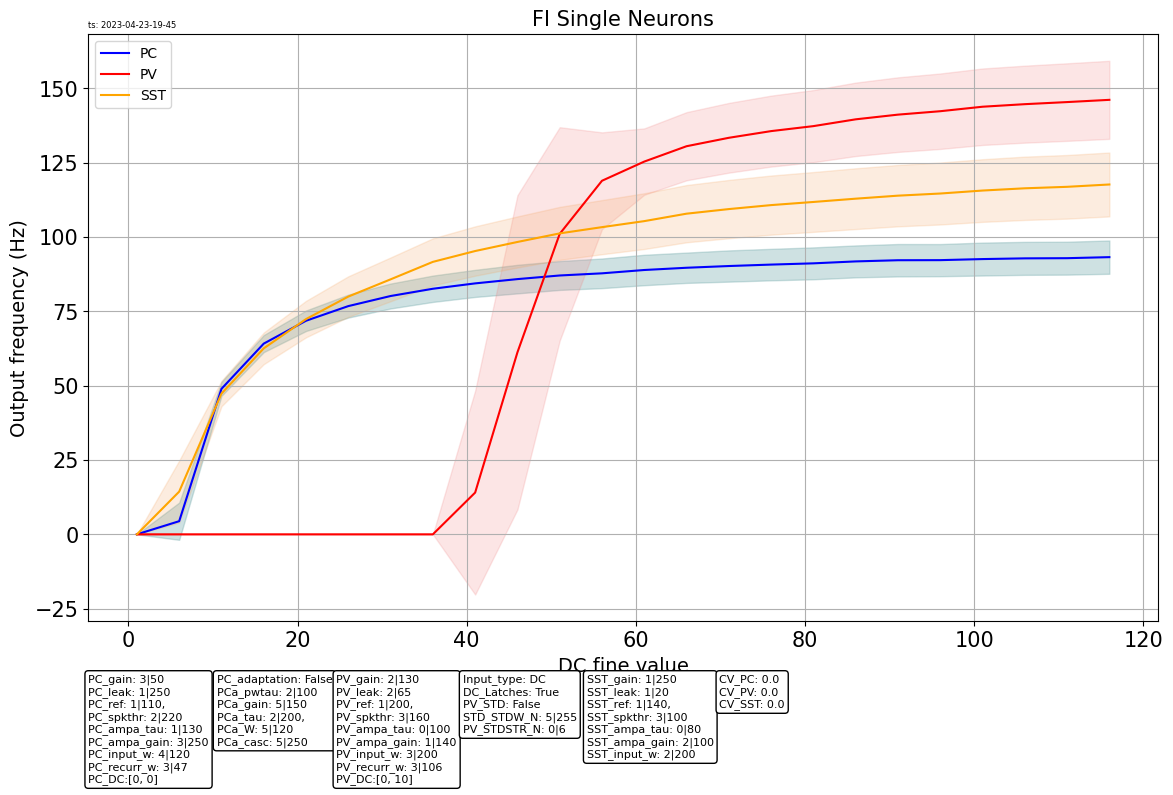 FI Single Neurons
ts: 2023-04-23-19-45
PC
PV
SST
Output frequency (Hz)
150
125
100
75
50
25
0
−25
0 20 40 60 80 100 120
DC fine value
PC_gain: 3|50
PC_leak: 1|250
PC_ref: 1|110,
PC_spkthr: 2|220
PC_ampa_tau: 1|130
PC_ampa_gain: 3|250
PC_input_w: 4|120
PC_recurr_w: 3|47
PC_DC:[0, 0]
PC_adaptation: False
PCa_pwtau: 2|100
PCa_gain: 5|150
PCa_tau: 2|200,
PCa_W: 5|120
PCa_casc: 5|250
PV_gain: 2|130
PV_leak: 2|65
PV_ref: 1|200,
PV_spkthr: 3|160
PV_ampa_tau: 0|100
PV_ampa_gain: 1|140
PV_input_w: 3|200
PV_recurr_w: 3|106
PV_DC:[0, 10]
Input_type: DC
DC_Latches: True
PV_STD: False
STD_STDW_N: 5|255
PV_STDSTR_N: 0|6
SST_gain: 1|250
SST_leak: 1|20
SST_ref: 1|140,
SST_spkthr: 3|100
SST_ampa_tau: 0|80
SST_ampa_gain: 2|100
SST_input_w: 2|200
CV_PC: 0.0
CV_PV: 0.0
CV_SST: 0.0